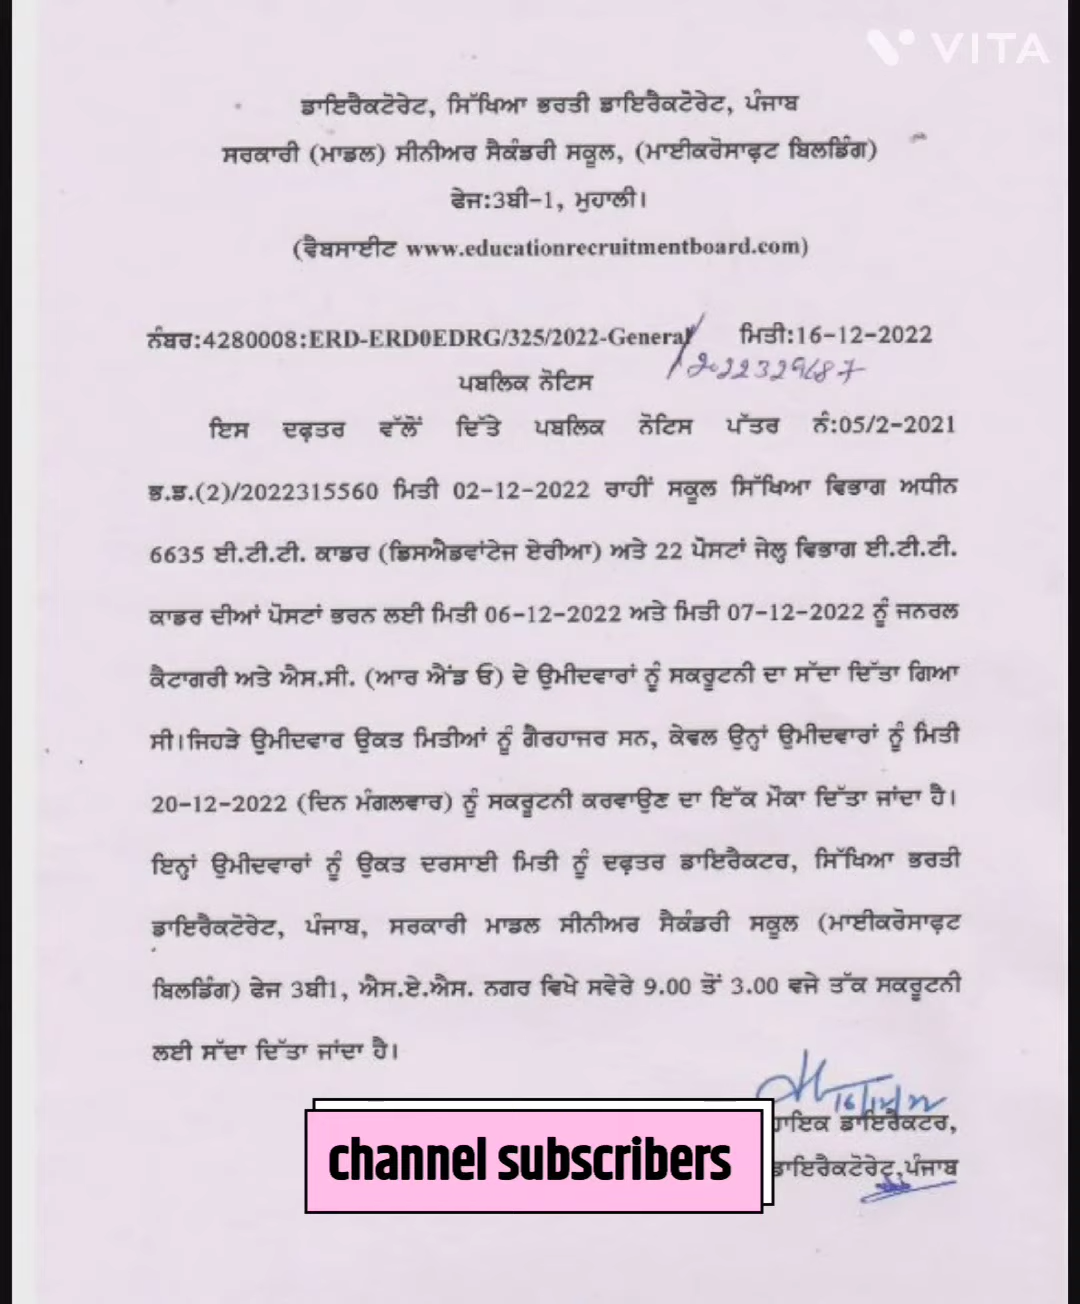 VITA
ਡਾਇਰੈਕਟੋਰੇਟ, ਸਿੱਖਿਆ ਭਰਤੀ ਡਾਇਰੈਕਟੋਰੇਟ, ਪੰਜਾਬ
ਸਰਕਾਰੀ (ਮਾਡਲ) ਸੀਨੀਅਰ ਸੈਕੰਡਰੀ ਸਕੂਲ, (ਮਾਈਕਰੋਸਾਫ਼ਟ ਬਿਲਡਿੰਗ)
ਫੇਜ:3ਬੀ-1, ਮੁਹਾਲੀ।
(ਵੈਬਸਾਈਟ www.educationrecruitmentboard.com)
ਨੰਬਰ:4280008:ERD-ERD0EDRG/325/2022-General/ ਮਿਤੀ:16-12-2022
/2022329687
ਪਬਲਿਕ ਨੋਟਿਸ
ਇਸ ਦਫ਼ਤਰ ਵੱਲੋਂ ਦਿੱਤੇ ਪਬਲਿਕ ਨੋਟਿਸ ਪੱਤਰ ਨੰ:05/2-2021
ਭ.ਡ.(2)/2022315560 ਮਿਤੀ 02-12-2022 ਰਾਹੀਂ ਸਕੂਲ ਸਿੱਖਿਆ ਵਿਭਾਗ ਅਧੀਨ
6635 ਈ.ਟੀ.ਟੀ. ਕਾਡਰ (ਡਿਸਐਡਵਾਂਟੇਜ ਏਰੀਆ) ਅਤੇ 22 ਪੋਸਟਾਂ ਜੇਲ੍ਹ ਵਿਭਾਗ ਈ.ਟੀ.ਟੀ.
ਕਾਡਰ ਦੀਆਂ ਪੋਸਟਾਂ ਭਰਨ ਲਈ ਮਿਤੀ 06-12-2022 ਅਤੇ ਮਿਤੀ 07-12-2022 ਨੂੰ ਜਨਰਲ
ਕੈਟਾਗਰੀ ਅਤੇ ਐਸ.ਸੀ. (ਆਰ ਐਂਡ ਓ) ਦੇ ਉਮੀਦਵਾਰਾਂ ਨੂੰ ਸਕਰੂਟਨੀ ਦਾ ਸੱਦਾ ਦਿੱਤਾ ਗਿਆ
ਸੀ।ਜਿਹੜੇ ਉਮੀਦਵਾਰ ਉਕਤ ਮਿਤੀਆਂ ਨੂੰ ਗੈਰਹਾਜਰ ਸਨ, ਕੇਵਲ ਉਨ੍ਹਾਂ ਉਮੀਦਵਾਰਾਂ ਨੂੰ ਮਿਤੀ
20-12-2022 (ਦਿਨ ਮੰਗਲਵਾਰ) ਨੂੰ ਸਕਰੂਟਨੀ ਕਰਵਾਉਣ ਦਾ ਇੱਕ ਮੌਕਾ ਦਿੱਤਾ ਜਾਂਦਾ ਹੈ।
ਇਨ੍ਹਾਂ ਉਮੀਦਵਾਰਾਂ ਨੂੰ ਉਕਤ ਦਰਸਾਈ ਮਿਤੀ ਨੂੰ ਦਫ਼ਤਰ ਡਾਇਰੈਕਟਰ, ਸਿੱਖਿਆ ਭਰਤੀ
ਡਾਇਰੈਕਟੋਰੇਟ, ਪੰਜਾਬ, ਸਰਕਾਰੀ ਮਾਡਲ ਸੀਨੀਅਰ ਸੈਕੰਡਰੀ ਸਕੂਲ (ਮਾਈਕਰੋਸਾਫ਼ਟ
ਬਿਲਡਿੰਗ) ਫੇਜ 3ਬੀ1, ਐਸ.ਏ.ਐਸ. ਨਗਰ ਵਿਖੇ ਸਵੇਰੇ 9.00 ਤੋਂ 3.00 ਵਜੇ ਤੱਕ ਸਕਰੂਟਨੀ
ਲਈ ਸੱਦਾ ਦਿੱਤਾ ਜਾਂਦਾ ਹੈ।
16/12/22
ਹਾਇਕ ਡਾਇਰੈਕਟਰ,
ਡਾਇਰੈਕਟੋਰੇਟ,ਪੰਜਾਬ
channel subscribers